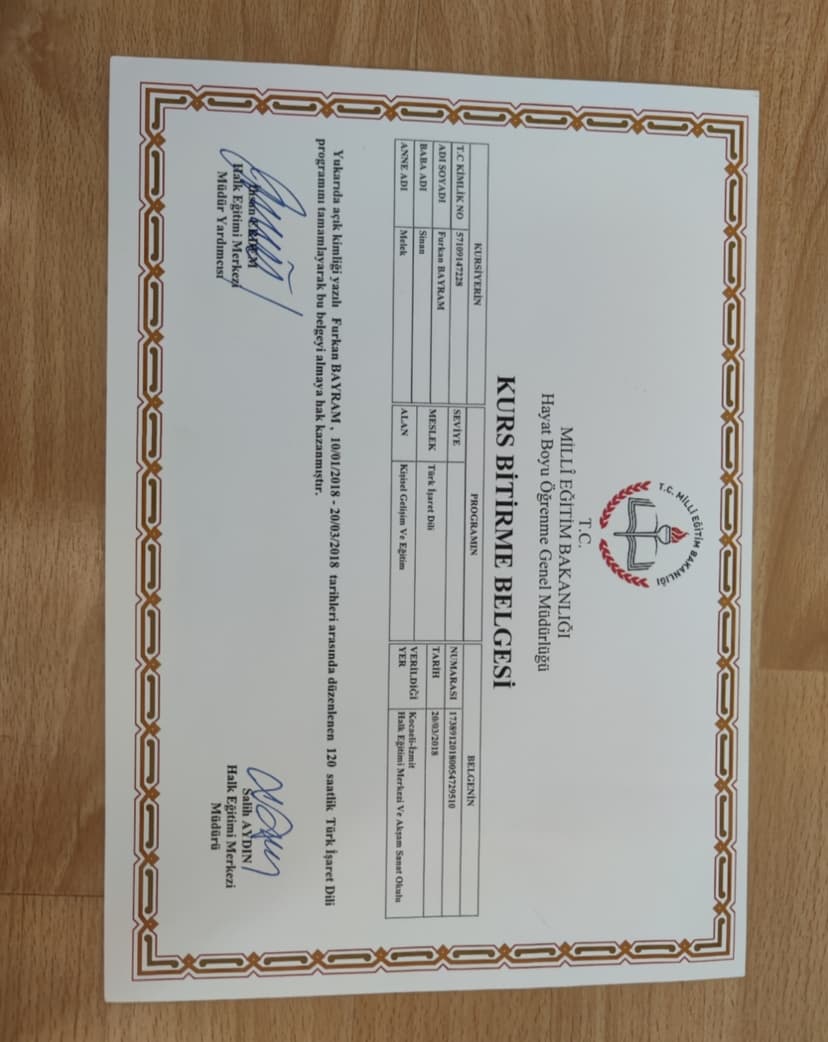 T.C. MİLLİ EĞİTİM BAKANLIĞI
T.C.
MİLLÎ EĞİTİM BAKANLIĞI
Hayat Boyu Öğrenme Genel Müdürlüğü
KURS BİTİRME BELGESİ
KURSİYERİN
T.C KİMLİK NO 57109147228
ADI SOYADI Furkan BAYRAM
BABA ADI Sinan
ANNE ADI Melek
PROGRAMIN
SEVİYE
MESLEK Türk İşaret Dili
ALAN Kişisel Gelişim Ve Eğitim
BELGENİN
NUMARASI 17389120180054729510
TARİH 20/03/2018
VERİLDİĞİ YER Kocaeli-İzmit
Halk Eğitimi Merkezi Ve Akşam Sanat Okulu
Yukarıda açık kimliği yazılı Furkan BAYRAM , 10/01/2018 - 20/03/2018 tarihleri arasında düzenlenen 120 saatlik Türk İşaret Dili
programını tamamlayarak bu belgeyi almaya hak kazanmıştır.
Halk Eğitimi Merkezi
Müdür Yardımcısı
Salih AYDIN
Halk Eğitimi Merkezi
Müdürü